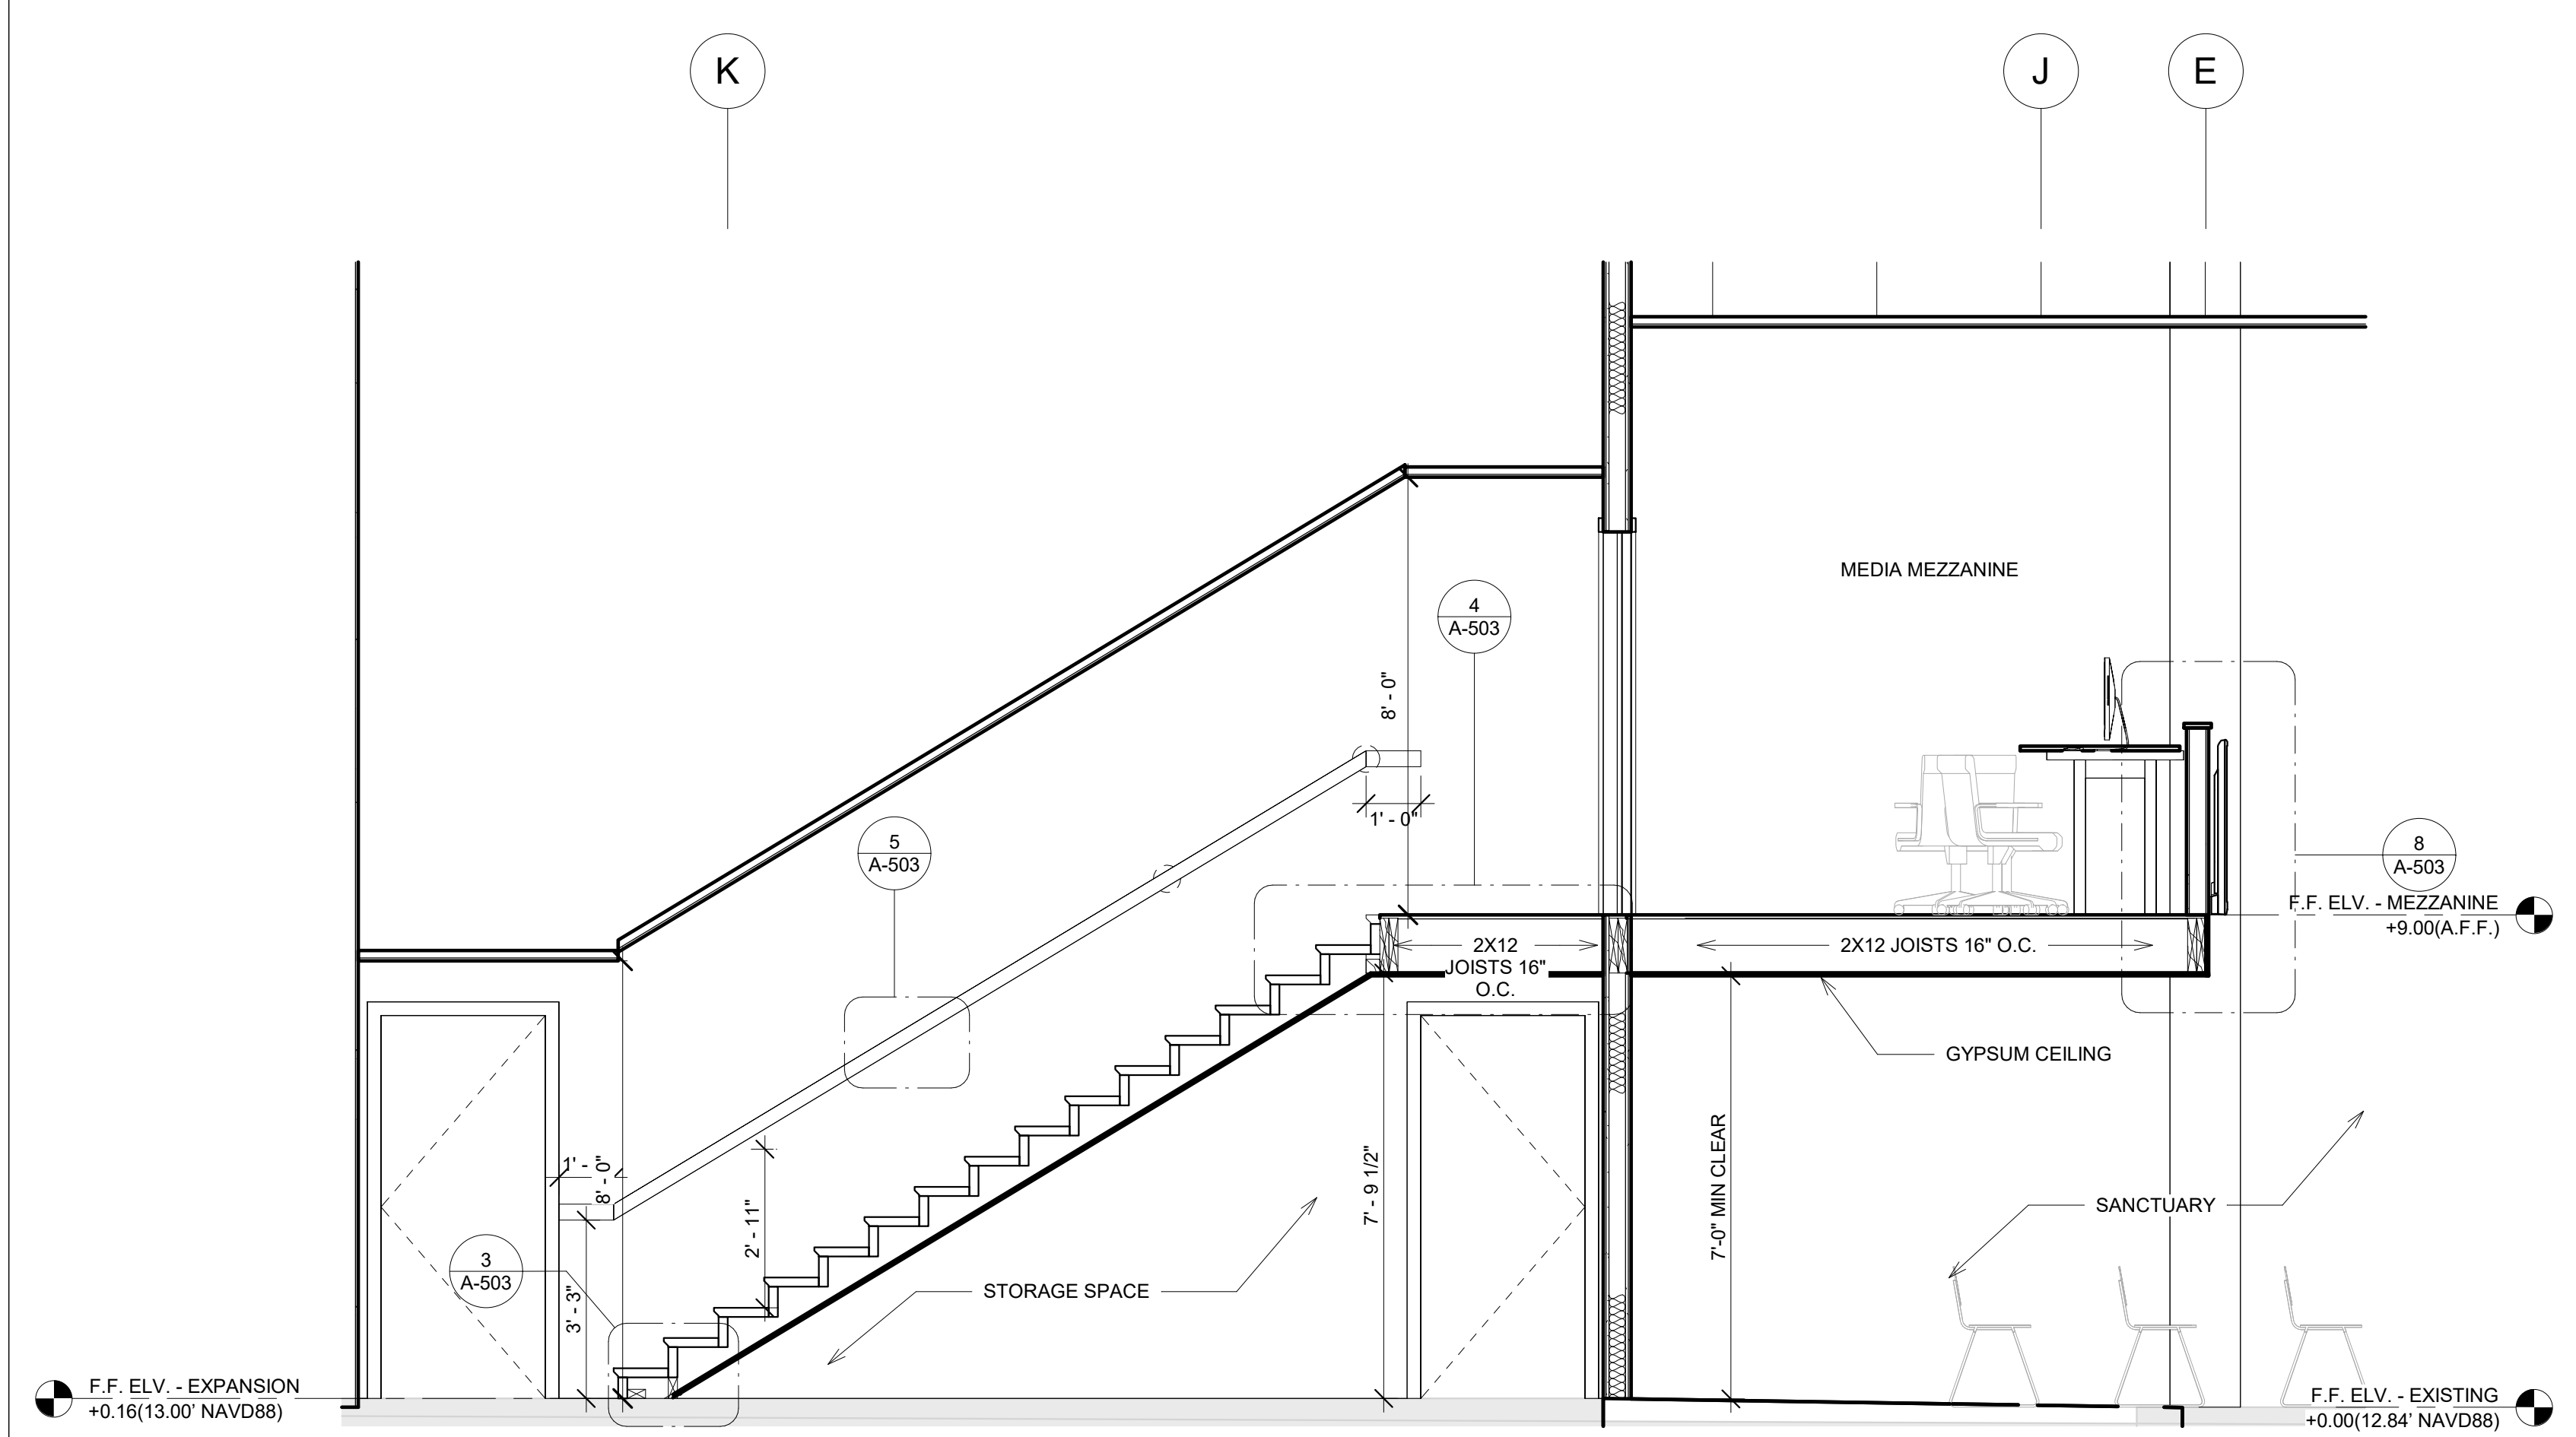 K
J
E
MEDIA MEZZANINE
4
A-503
8' - 0"
1' - 0"
5
A-503
8
A-503
F.F. ELV. - MEZZANINE
+9.00(A.F.F.)
2X12
JOISTS 16"
O.C.
2X12 JOISTS 16" O.C.
GYPSUM CEILING
1' -
8' - 0"
2' - 11"
7' - 9 1/2"
7'-0" MIN CLEAR
SANCTUARY
3
A-503
3' - 3"
STORAGE SPACE
F.F. ELV. - EXPANSION
+0.16(13.00' NAVD88)
F.F. ELV. - EXISTING
+0.00(12.84' NAVD88)